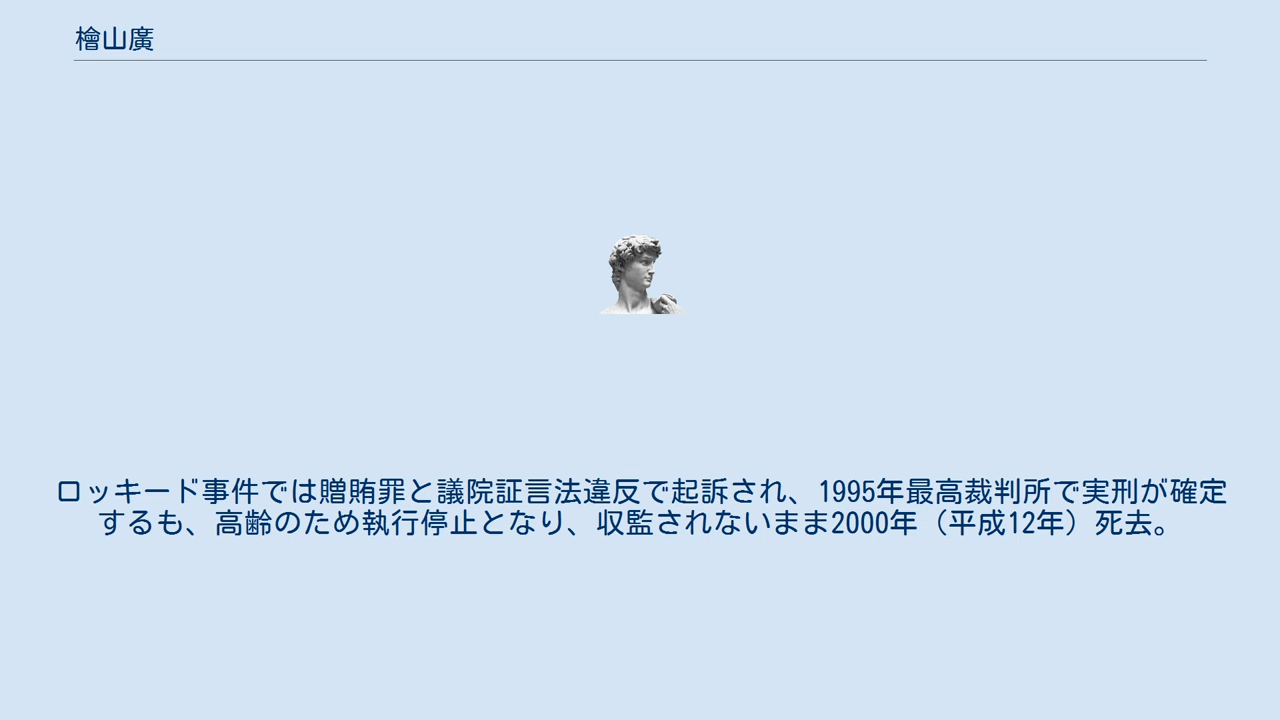 檜山廣
ロッキード事件では贈賄罪と議院証言法違反で起訴され、1995年最高裁判所で実刑が確定
するも、高齢のため執行停止となり、収監されないまま2000年（平成12年）死去。